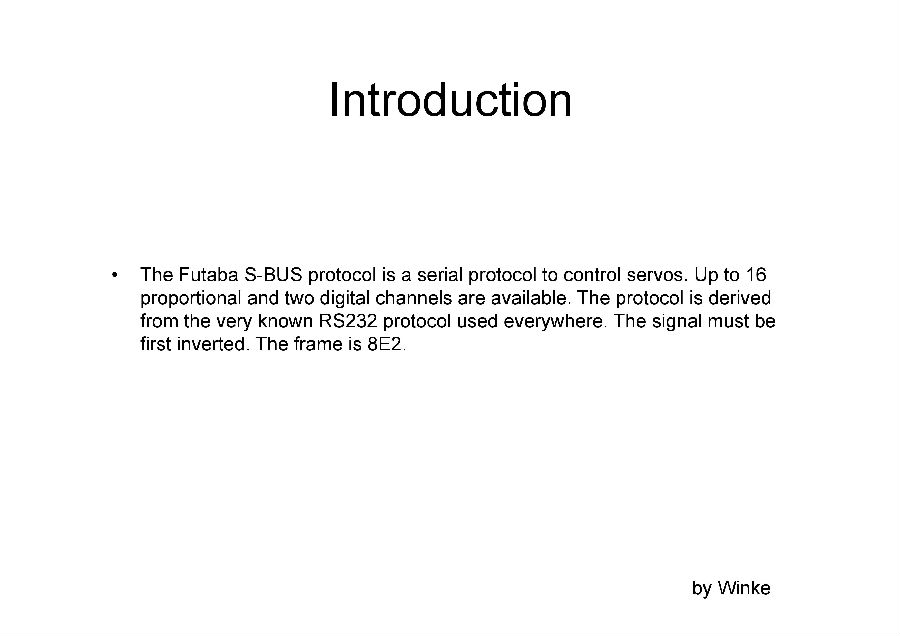 Introduction
• The Futaba S-BUS protocol is a serial protocol to control servos. Up to 16
proportional and two digital channels are available. The protocol is derived
from the very known RS232 protocol used everywhere. The signal must be
first inverted. The frame is 8E2.
by Winke